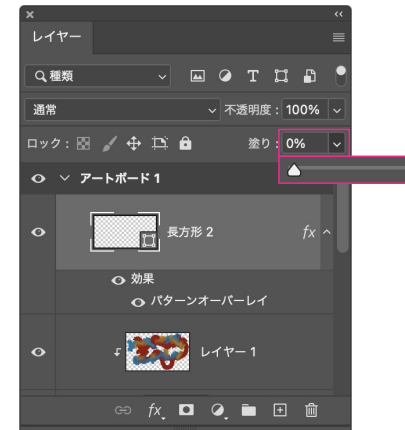 レイヤー
種類
通常 不透明度: 100%
ロック: 塗り: 0%
アートボード 1
長方形 2 fx
効果
パターンオーバーレイ
レイヤー 1
fx